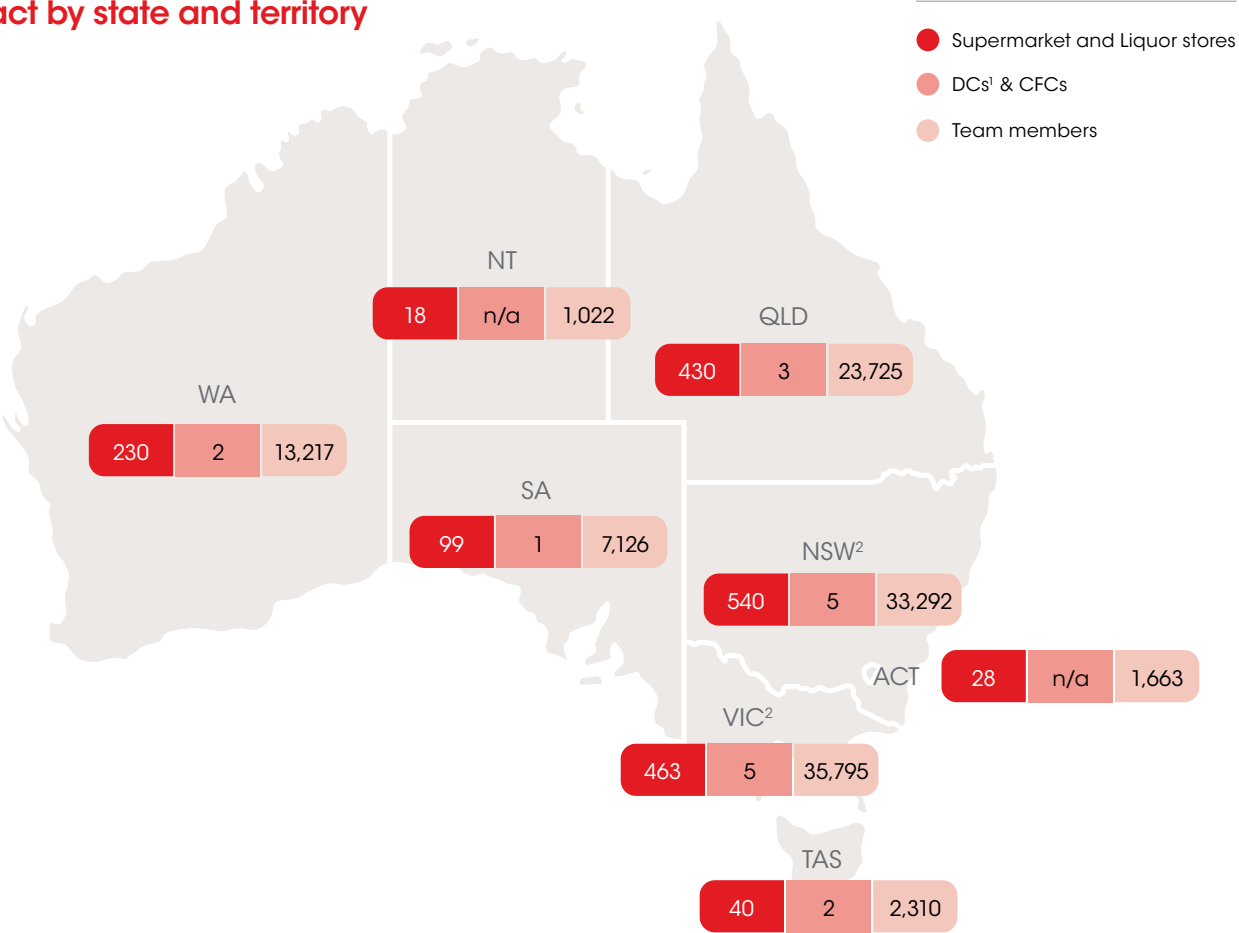 act by state and territory
Supermarket and Liquor stores
DCs¹ & CFCs
Team members
NT
18 n/a 1,022
QLD
430 3 23,725
WA
230 2 13,217
SA
99 1 7,126
NSW²
540 5 33,292
ACT 28 n/a 1,663
VIC²
463 5 35,795
TAS
40 2 2,310